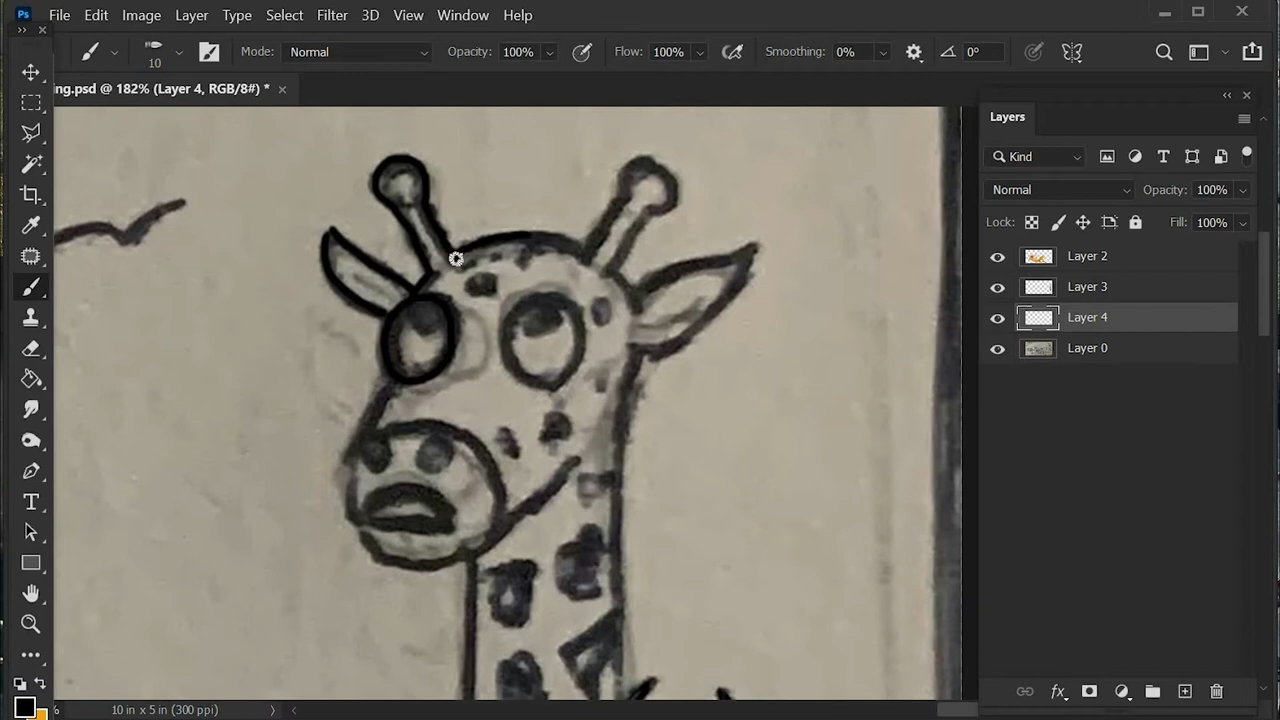 Ps File Edit Image Layer Type Select Filter 3D View Window Help
10 Mode: Normal Opacity: 100% Flow: 100% Smoothing: 0% 0°
ing.psd @ 182% (Layer 4, RGB/8#) *
Layers
Kind
Normal Opacity: 100%
Lock: Fill: 100%
Layer 2
Layer 3
Layer 4
Layer 0
% 10 in x 5 in (300 ppi)